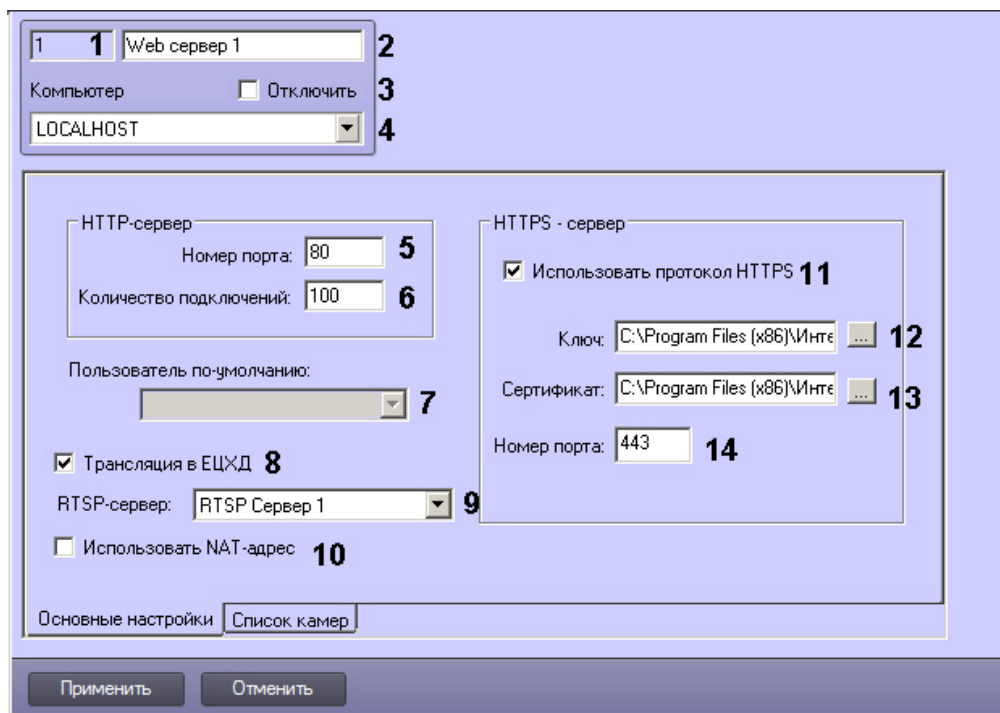 1 1 Web сервер 1 2
Компьютер Отключить 3
LOCALHOST 4
HTTP-сервер
Номер порта: 80 5
Количество подключений: 100 6
Пользователь по-умолчанию:
7
Трансляция в ЕЦХД 8
RTSP-сервер: RTSP Сервер 1 9
Использовать NAT-адрес 10
HTTPS - сервер
Использовать протокол HTTPS 11
Ключ: C:\Program Files (x86)\Инте ... 12
Сертификат: C:\Program Files (x86)\Инте ... 13
Номер порта: 443 14
Основные настройки Список камер
Применить Отменить